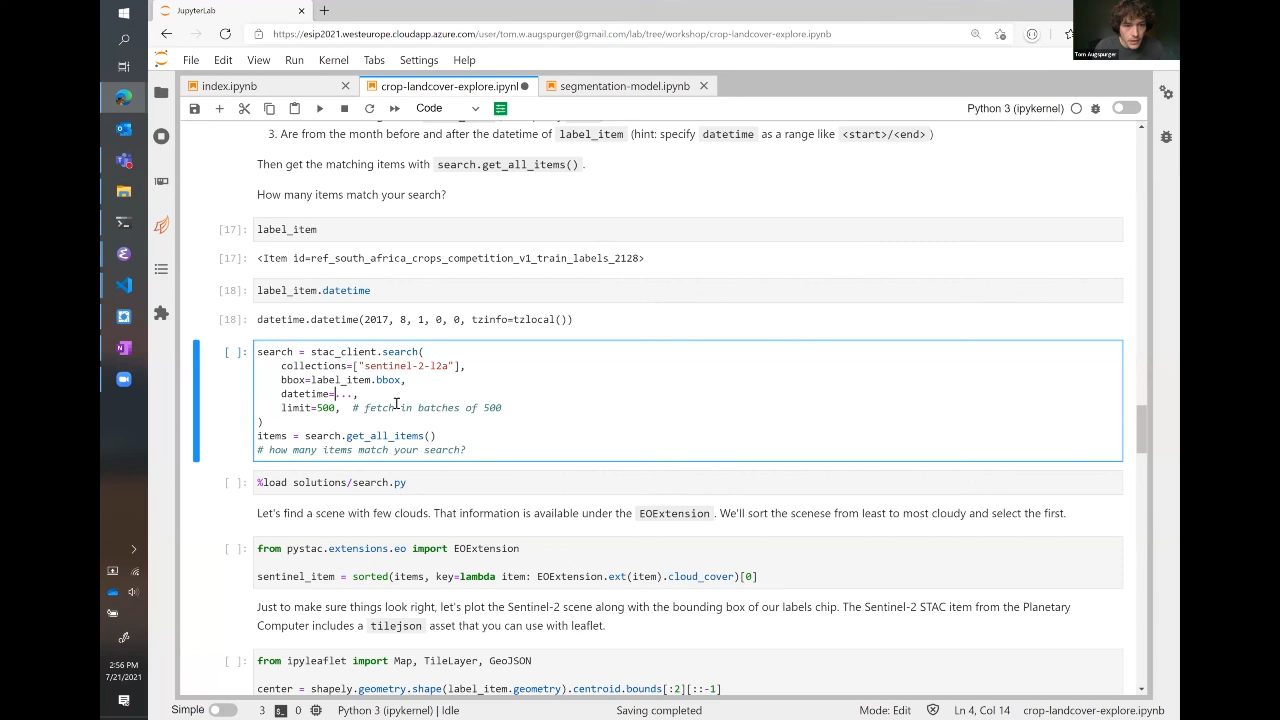 JupyterLab
https://esip2021.westeurope.cloudapp.azure.com/user/tom.w.augspurger@gmail.com/lab/tree/workshop/crop-landcover-explore.ipynb
Tom Augspurger
File Edit View Run Kernel Tabs Settings Help
index.ipynb
crop-landcover-explore.ipynl
segmentation-model.ipynb
Code
Python 3 (ipykernel)
3. Are from the month before and after the datetime of label_item (hint: specify datetime as a range like <start>/<end>)
Then get the matching items with search.get_all_items().
How many items match your search?
[17]: label_item
[17]: <Item id=ref_south_africa_crops_competition_v1_train_labels_2128>
[18]: label_item.datetime
[18]: datetime.datetime(2017, 8, 1, 0, 0, tzinfo=tzlocal())
[ ]: search = stac_client.search(
collections=["sentinel-2-l2a"],
bbox=label_item.bbox,
datetime=...,
limit=500,  # fetch in batches of 500
)
items = search.get_all_items()
# how many items match your search?
[ ]: %load solutions/search.py
Let's find a scene with few clouds. That information is available under the EOExtension. We'll sort the scenese from least to most cloudy and select the first.
[ ]: from pystac.extensions.eo import EOExtension
sentinel_item = sorted(items, key=lambda item: EOExtension.ext(item).cloud_cover)[0]
Just to make sure things look right, let's plot the Sentinel-2 scene along with the bounding box of our labels chip. The Sentinel-2 STAC item from the Planetary
Computer includes a tilejson asset that you can use with leaflet.
[ ]: from ipyleaflet import Map, TileLayer, GeoJSON
center = shapely.geometry.shape(label_item.geometry).centroid.bounds[:2][::-1]
2:56 PM
7/21/2021
Simple 3 0 Python 3 (ipykernel) | Idle Saving completed Mode: Edit Ln 4, Col 14 crop-landcover-explore.ipynb